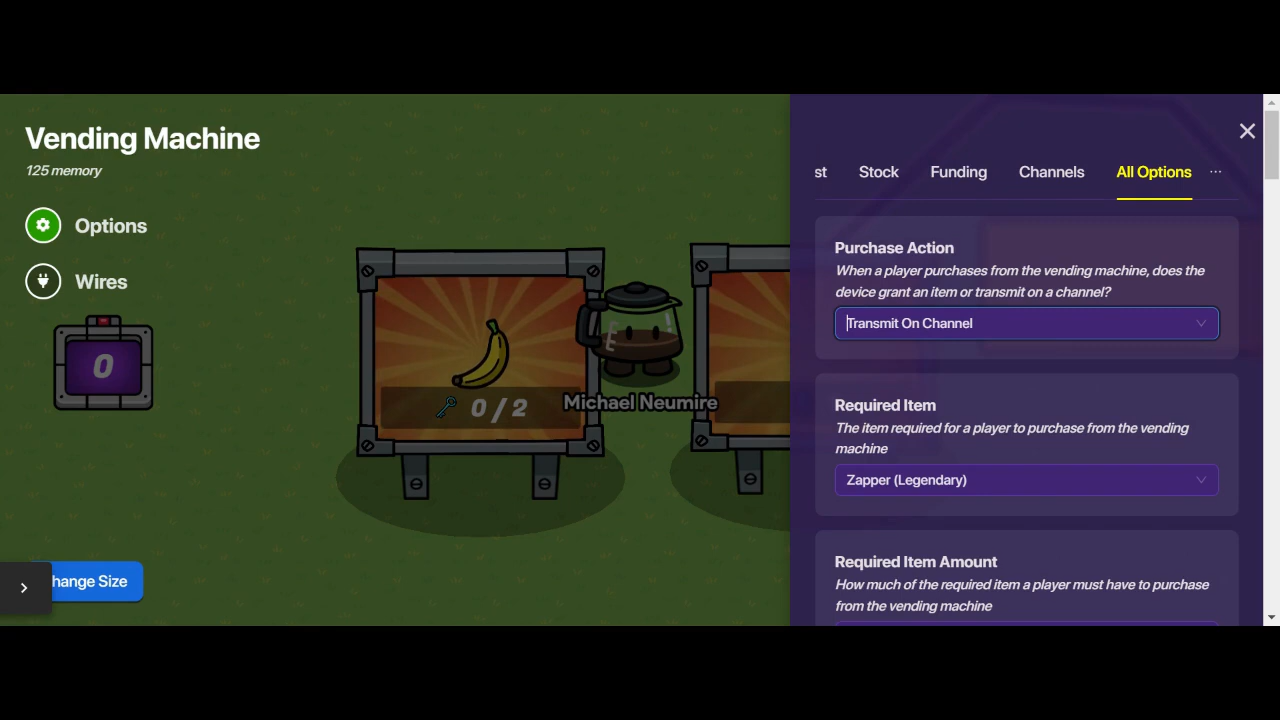 Vending Machine
125 memory
Options
Wires
0
0 / 2
Michael Neumire
hange Size
st
Stock
Funding
Channels
All Options
Purchase Action
When a player purchases from the vending machine, does the
device grant an item or transmit on a channel?
Transmit On Channel
Required Item
The item required for a player to purchase from the vending
machine
Zapper (Legendary)
Required Item Amount
How much of the required item a player must have to purchase
from the vending machine